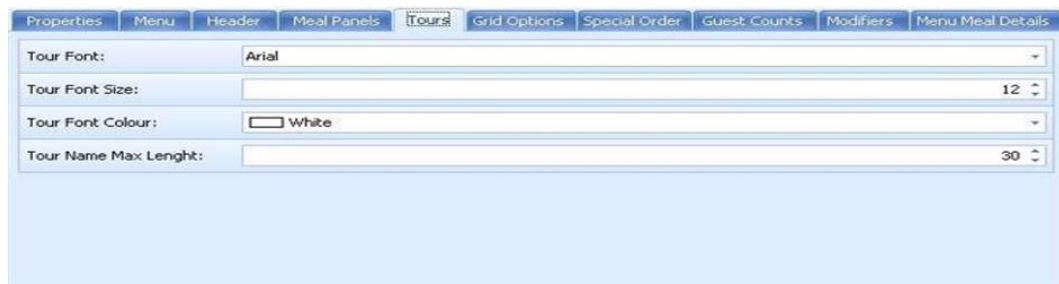 Properties Menu Header Meal Panels Tours Grid Options Special Order Guest Counts Modifiers Menu Meal Details
Tour Font: Arial
Tour Font Size: 12
Tour Font Colour: White
Tour Name Max Lenght: 30